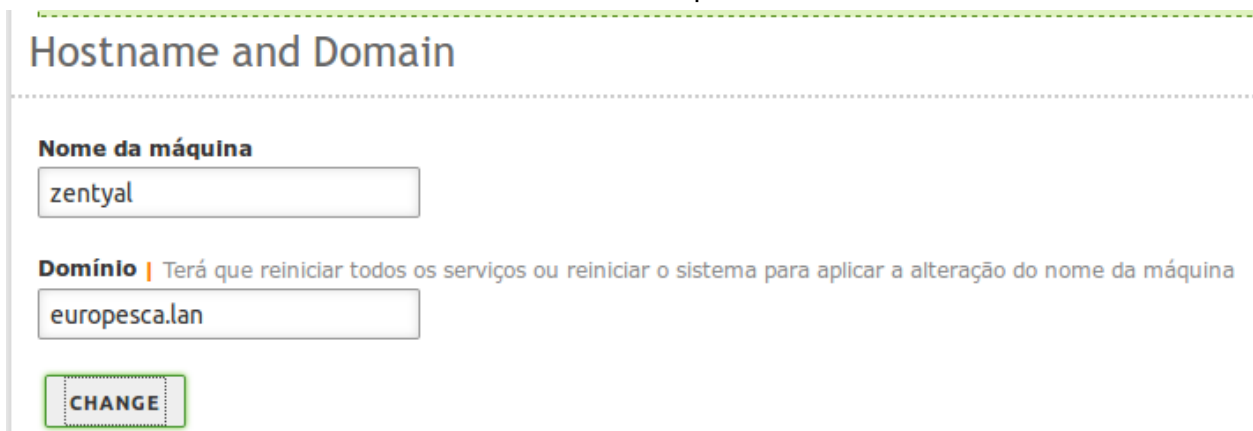 Hostname and Domain
Nome da máquina
zentyal
Domínio | Terá que reiniciar todos os serviços ou reiniciar o sistema para aplicar a alteração do nome da máquina
europesca.lan
CHANGE